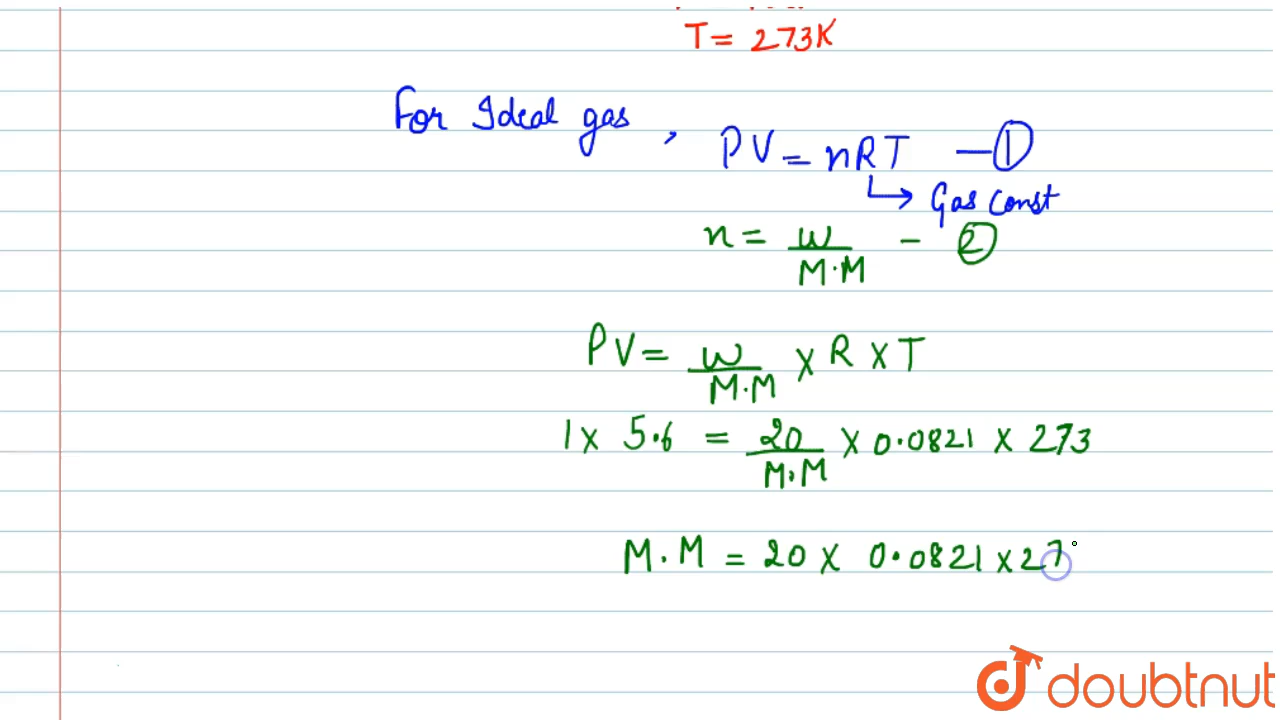 T = 273K
For Ideal gas , PV = nRT — ①
↳ Gas Const
n = w/M.M - ②
PV = w/M.M × R × T
1 × 5.6 = 20/M.M × 0.0821 × 273
M.M = 20 × 0.0821 × 27
doubtnut